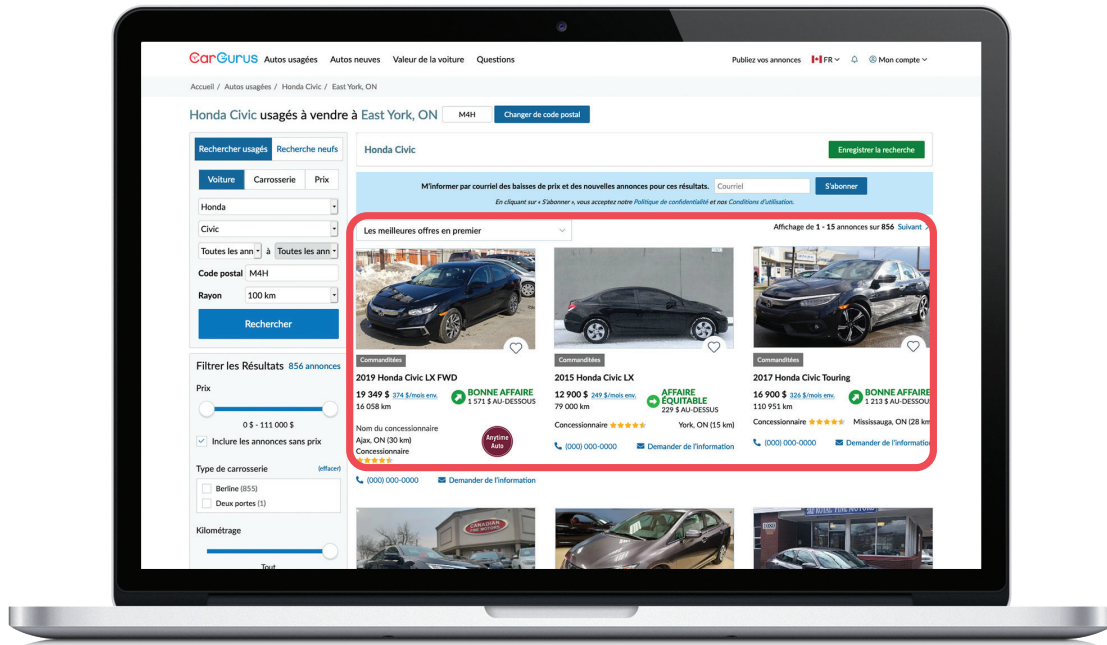 CarGurus Autos usagées Autos neuves Valeur de la voiture Questions Publiez vos annonces FR Mon compte
Accueil / Autos usagées / Honda Civic / East York, ON
Honda Civic usagés à vendre à East York, ON M4H Changer de code postal
Rechercher usagés Recherche neufs
Voiture Carrosserie Prix
Honda
Civic
Toutes les ann à Toutes les ann
Code postal M4H
Rayon 100 km
Rechercher
Filtrer les Résultats 856 annonces
Prix
0 $ - 111 000 $
Inclure les annonces sans prix
Type de carrosserie (effacer)
Berline (855)
Deux portes (1)
Kilométrage
Tout
Honda Civic Enregistrer la recherche
M'informer par courriel des baisses de prix et des nouvelles annonces pour ces résultats. Courriel S'abonner
En cliquant sur « S'abonner », vous acceptez notre Politique de confidentialité et nos Conditions d'utilisation.
Les meilleures offres en premier Affichage de 1 - 15 annonces sur 856 Suivant
Commanditées
2019 Honda Civic LX FWD
19 349 $ 374 $/mois env. BONNE AFFAIRE
16 058 km 1 571 $ AU-DESSOUS
Nom du concessionnaire
Ajax, ON (30 km)
Concessionnaire
Anytime
Auto
(000) 000-0000 Demander de l'information
Commanditées
2015 Honda Civic LX
12 900 $ 249 $/mois env. AFFAIRE
ÉQUITABLE
79 000 km 229 $ AU-DESSUS
Concessionnaire York, ON (15 km)
(000) 000-0000 Demander de l'information
Commanditées
2017 Honda Civic Touring
16 900 $ 326 $/mois env. BONNE AFFAIRE
110 951 km 1 213 $ AU-DESSOUS
Concessionnaire Mississauga, ON (28 km
(000) 000-0000 Demander de l'information
CANADIAN
FINE MOTORS